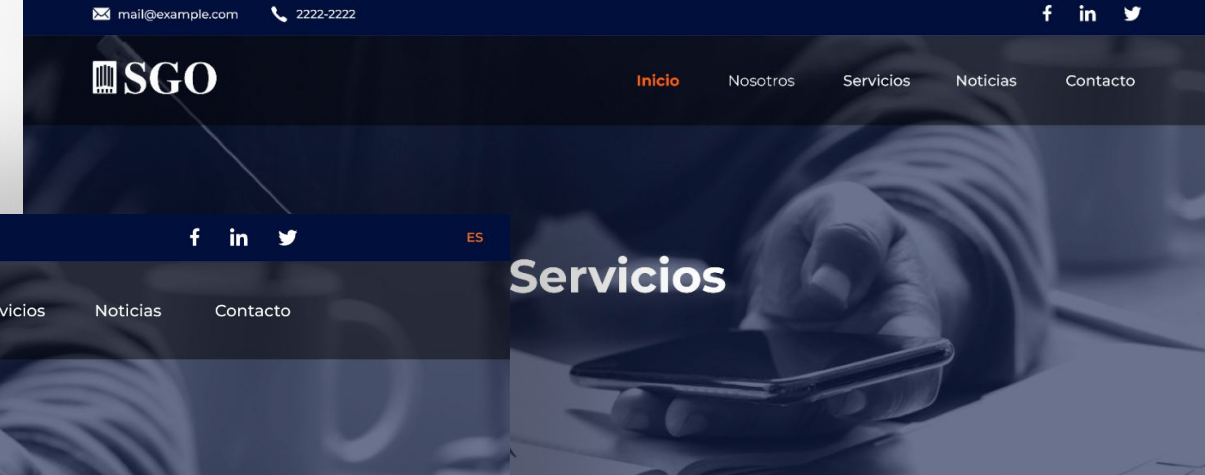 mail@example.com 2222-2222
SGO
Inicio Nosotros Servicios Noticias Contacto
ES
vicios Noticias Contacto
Servicios